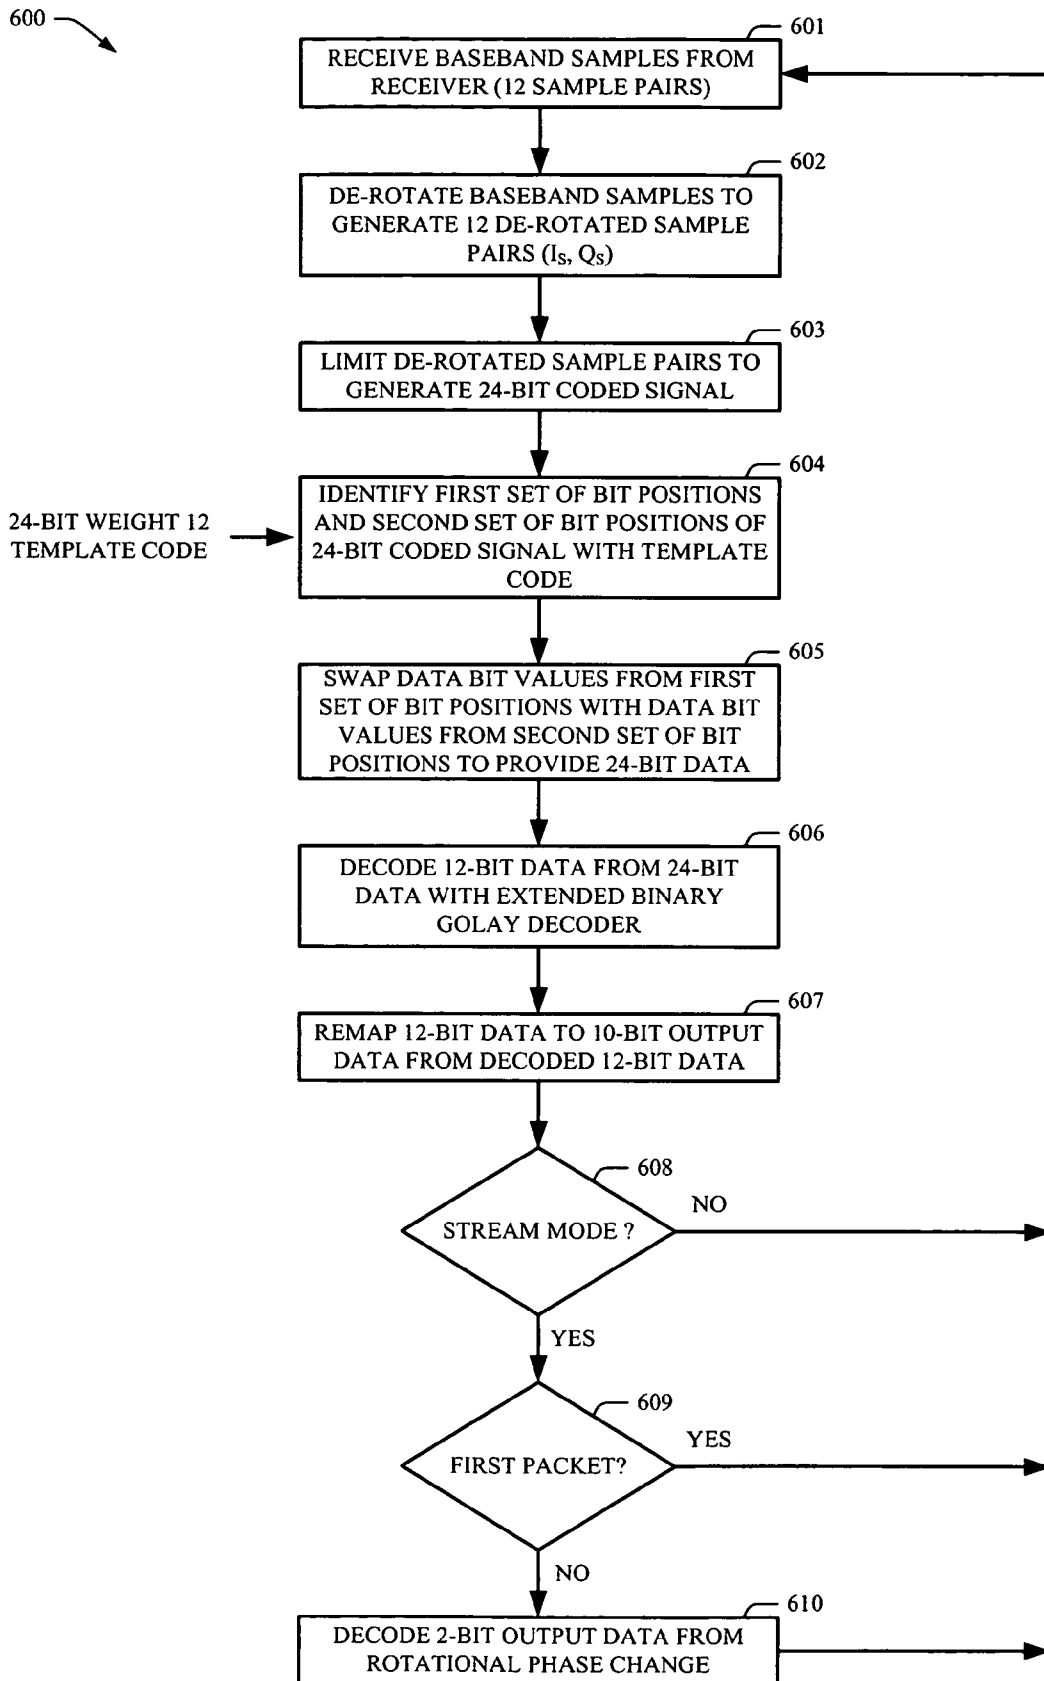 600
601
RECEIVE BASEBAND SAMPLES FROM
RECEIVER (12 SAMPLE PAIRS)
602
DE-ROTATE BASEBAND SAMPLES TO
GENERATE 12 DE-ROTATED SAMPLE
PAIRS (IS, QS)
603
LIMIT DE-ROTATED SAMPLE PAIRS TO
GENERATE 24-BIT CODED SIGNAL
604
24-BIT WEIGHT 12
TEMPLATE CODE
IDENTIFY FIRST SET OF BIT POSITIONS
AND SECOND SET OF BIT POSITIONS OF
24-BIT CODED SIGNAL WITH TEMPLATE
CODE
605
SWAP DATA BIT VALUES FROM FIRST
SET OF BIT POSITIONS WITH DATA BIT
VALUES FROM SECOND SET OF BIT
POSITIONS TO PROVIDE 24-BIT DATA
606
DECODE 12-BIT DATA FROM 24-BIT
DATA WITH EXTENDED BINARY
GOLAY DECODER
607
REMAP 12-BIT DATA TO 10-BIT OUTPUT
DATA FROM DECODED 12-BIT DATA
608
STREAM MODE ?
NO
YES
609
FIRST PACKET?
YES
NO
610
DECODE 2-BIT OUTPUT DATA FROM
ROTATIONAL PHASE CHANGE